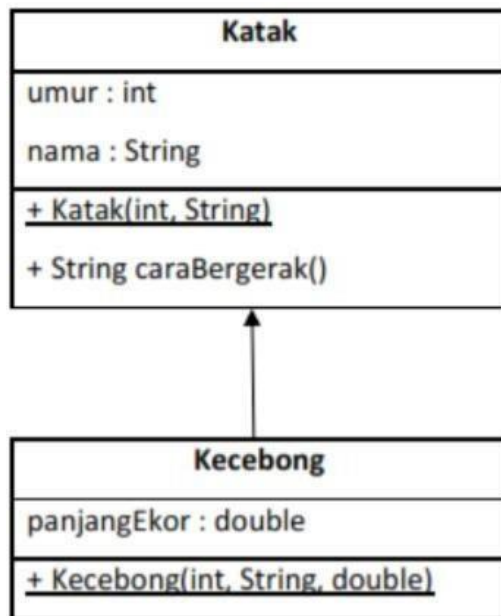 Katak
umur : int
nama : String
+ Katak(int, String)
+ String caraBergerak()
Kecebong
panjangEkor : double
+ Kecebong(int, String, double)